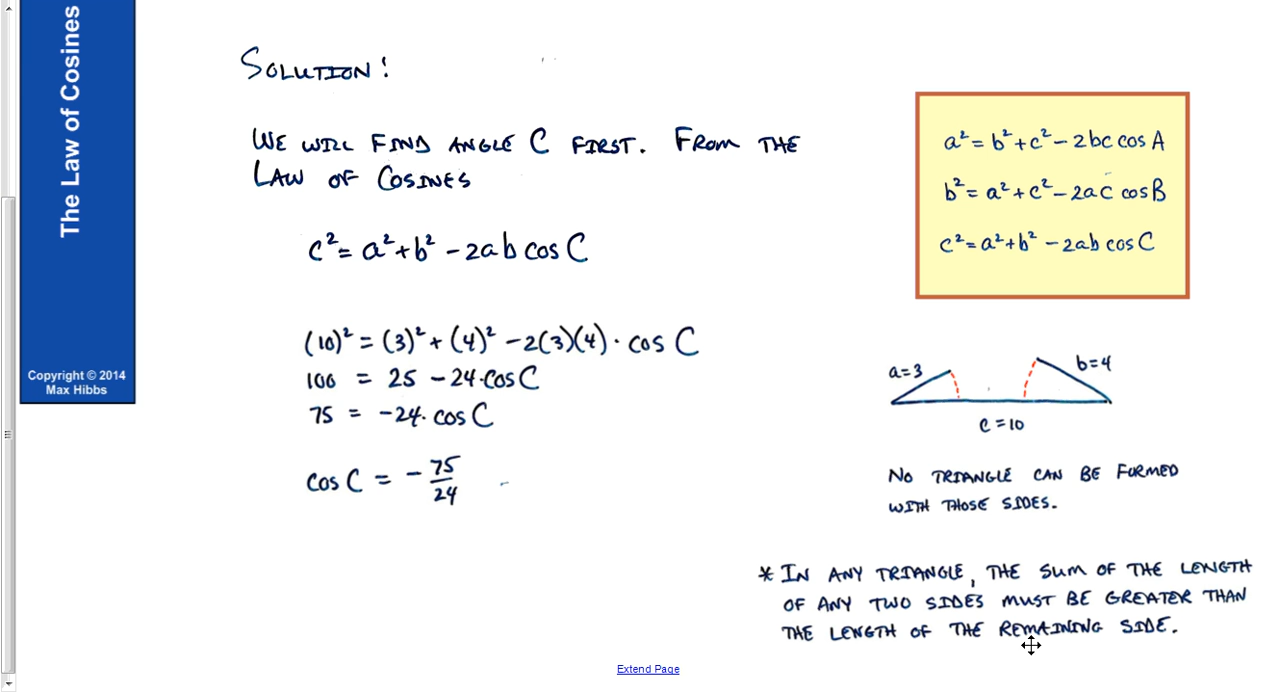 The Law of Cosines
Copyright © 2014
Max Hibbs
SOLUTION:
WE WILL FIND ANGLE C FIRST. FROM THE
LAW OF COSINES
c² = a² + b² - 2ab cos C
(10)² = (3)² + (4)² - 2(3)(4) · cos C
100 = 25 - 24·cos C
75 = -24· cos C
cos C = - 75/24
a² = b² + c² - 2bc cos A
b² = a² + c² - 2ac cos B
c² = a² + b² - 2ab cos C
a=3
b=4
c=10
NO TRIANGLE CAN BE FORMED
WITH THOSE SIDES.
* IN ANY TRIANGLE, THE SUM OF THE LENGTH
OF ANY TWO SIDES MUST BE GREATER THAN
THE LENGTH OF THE REMAINING SIDE.
Extend Page